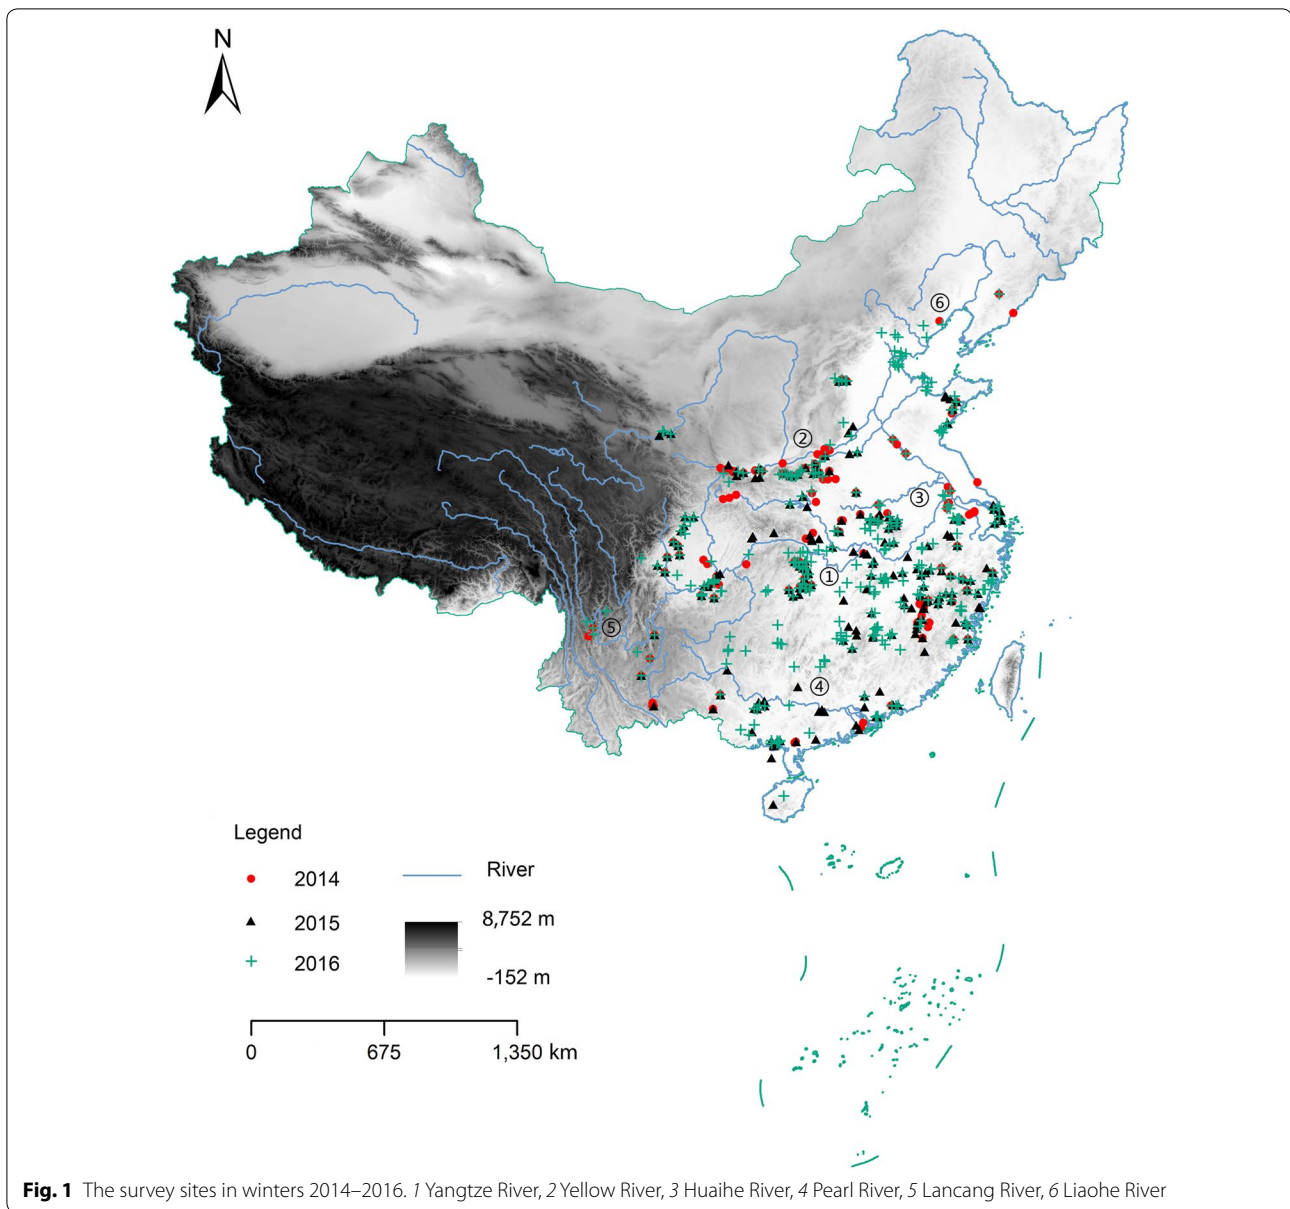 N
⑥
②
③
①
⑤
④
Legend
2014
River
2015
8,752 m
2016
-152 m
0 675 1,350 km
Fig. 1 The survey sites in winters 2014–2016. 1 Yangtze River, 2 Yellow River, 3 Huaihe River, 4 Pearl River, 5 Lancang River, 6 Liaohe River